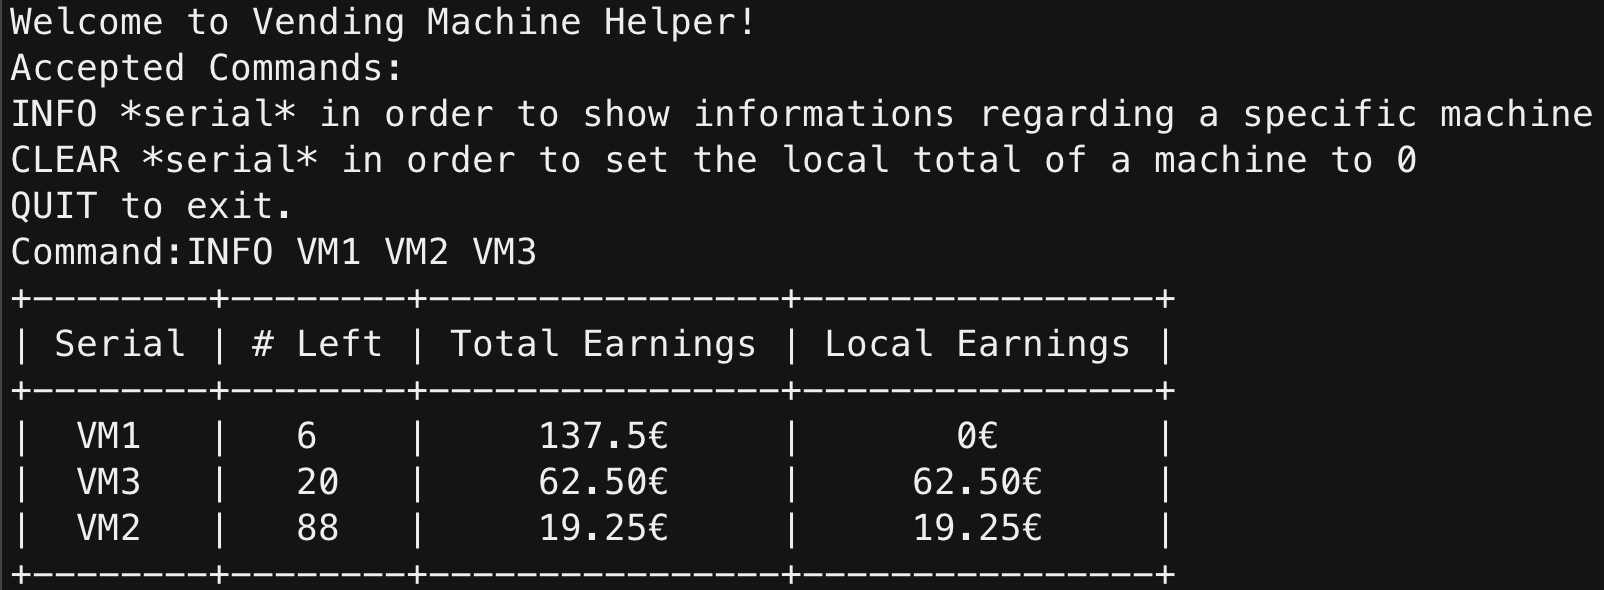 Welcome to Vending Machine Helper!
Accepted Commands:
INFO *serial* in order to show informations regarding a specific machine
CLEAR *serial* in order to set the local total of a machine to 0
QUIT to exit.
Command:INFO VM1 VM2 VM3
+--------+--------+----------------+----------------+
| Serial | # Left | Total Earnings | Local Earnings |
+--------+--------+----------------+----------------+
|  VM1   |   6    |     137.5€     |       0€       |
|  VM3   |   20   |     62.50€     |     62.50€     |
|  VM2   |   88   |     19.25€     |     19.25€     |
+--------+--------+----------------+----------------+